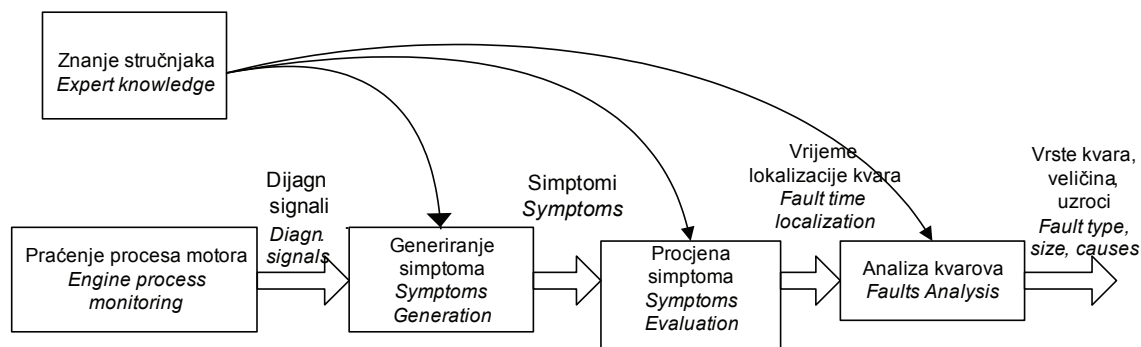 Znanje stručnjaka
Expert knowledge
Dijagn
signali
Diagn.
signals
Simptomi
Symptoms
Vrijeme
lokalizacije kvara
Fault time
localization
Vrste kvara,
veličina,
uzroci
Fault type,
size, causes
Praćenje procesa motora
Engine process
monitoring
Generiranje
simptoma
Symptoms
Generation
Procjena
simptoma
Symptoms
Evaluation
Analiza kvarova
Faults Analysis